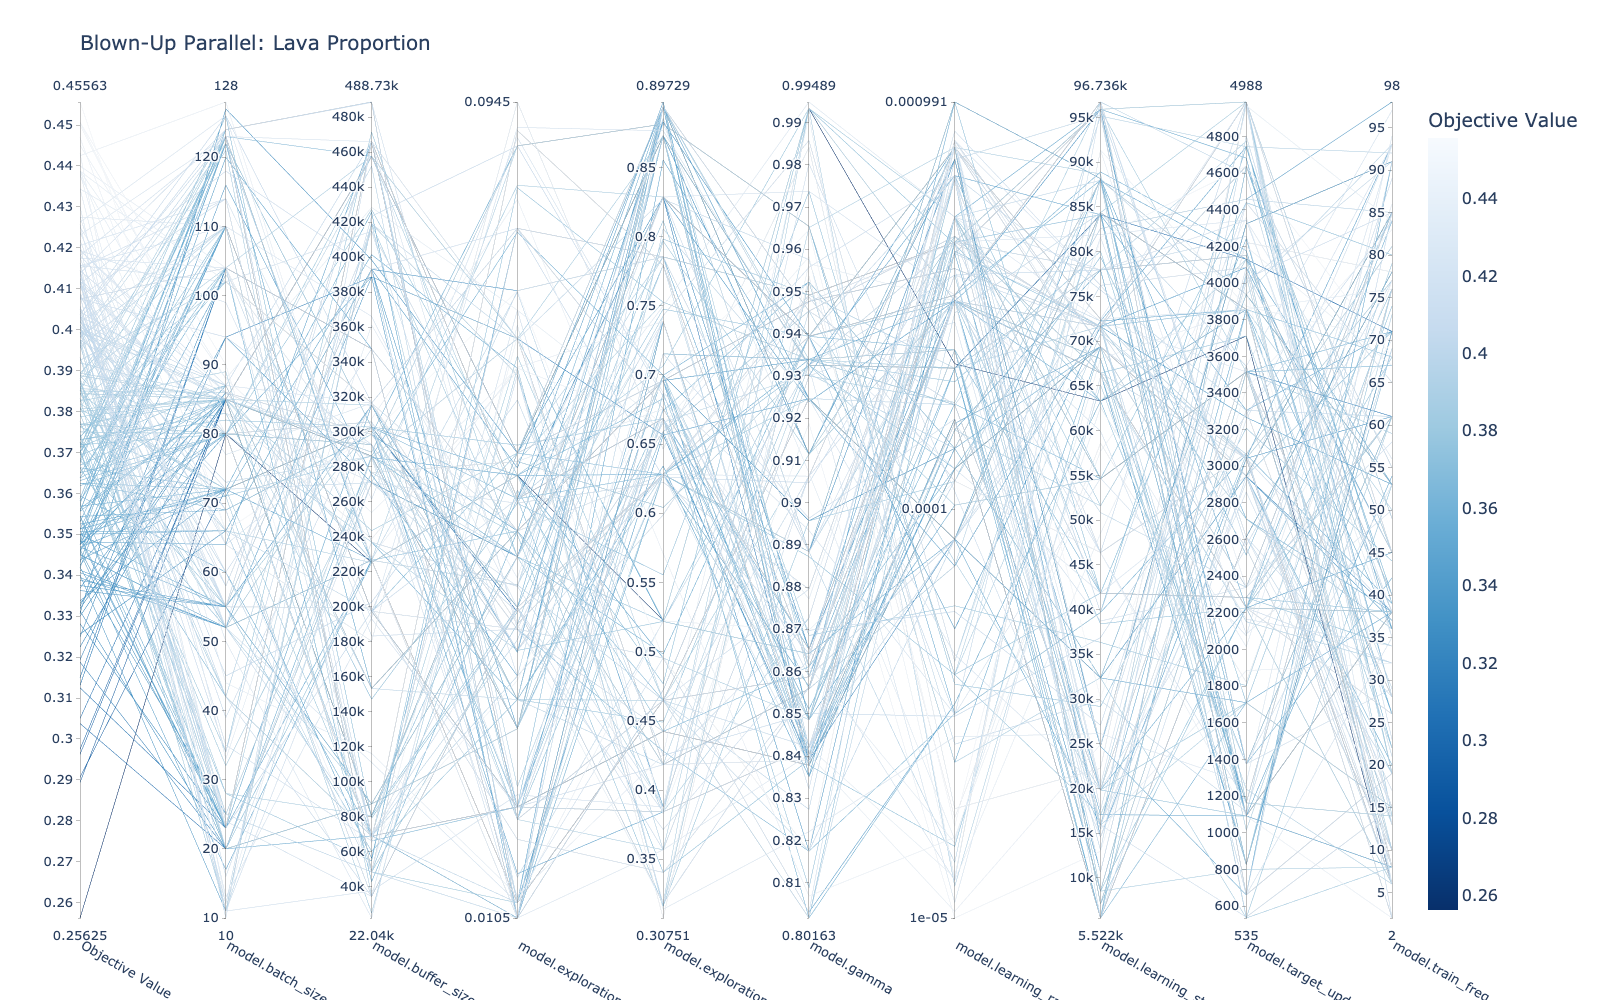 Blown-Up Parallel: Lava Proportion
0.45563
128
488.73k
0.0945
0.89729
0.99489
0.000991
96.736k
4988
98
Objective Value
0.45
0.44
0.43
0.42
0.41
0.4
0.39
0.38
0.37
0.36
0.35
0.34
0.33
0.32
0.31
0.3
0.29
0.28
0.27
0.26
120
110
100
90
80
70
60
50
40
30
20
10
480k
460k
440k
420k
400k
380k
360k
340k
320k
300k
280k
260k
240k
220k
200k
180k
160k
140k
120k
100k
80k
60k
40k
0.0105
0.85
0.8
0.75
0.7
0.65
0.6
0.55
0.5
0.45
0.4
0.35
0.99
0.98
0.97
0.96
0.95
0.94
0.93
0.92
0.91
0.9
0.89
0.88
0.87
0.86
0.85
0.84
0.83
0.82
0.81
0.0001
1e-05
95k
90k
85k
80k
75k
70k
65k
60k
55k
50k
45k
40k
35k
30k
25k
20k
15k
10k
4800
4600
4400
4200
4000
3800
3600
3400
3200
3000
2800
2600
2400
2200
2000
1800
1600
1400
1200
1000
800
600
95
90
85
80
75
70
65
60
55
50
45
40
35
30
25
20
15
10
5
0.44
0.42
0.4
0.38
0.36
0.34
0.32
0.3
0.28
0.26
0.25625
10
22.04k
0.30751
0.80163
5.522k
535
2
Objective Value
model.batch_size
model.buffer_size
model.exploration
model.exploration
model.gamma
model.learning_r
model.learning_st
model.target_upd
model.train_freq